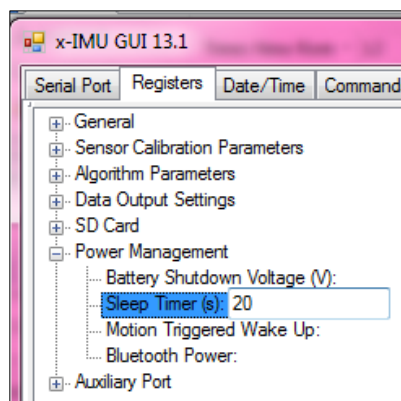 x-IMU GUI 13.1
Serial Port Registers Date/Time Command
General
Sensor Calibration Parameters
Algorithm Parameters
Data Output Settings
SD Card
Power Management
Battery Shutdown Voltage (V):
Sleep Timer (s): 20
Motion Triggered Wake Up:
Bluetooth Power:
Auxiliary Port